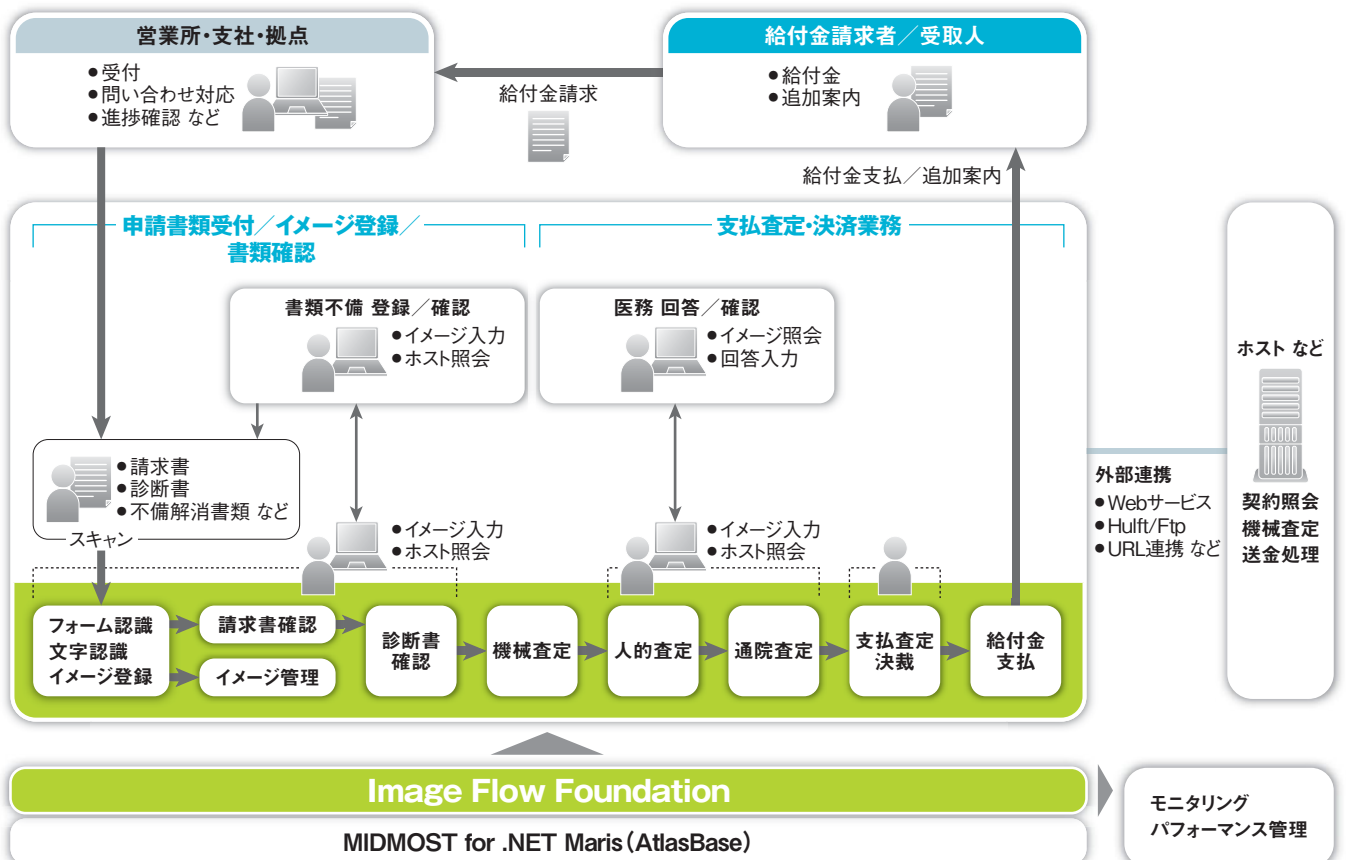 営業所・支社・拠点
●受付
●問い合わせ対応
●進捗確認 など
給付金請求
給付金請求者／受取人
●給付金
●追加案内
給付金支払／追加案内
申請書類受付／イメージ登録／
書類確認
支払査定・決済業務
書類不備 登録／確認
●イメージ入力
●ホスト照会
医務 回答／確認
●イメージ照会
●回答入力
●請求書
●診断書
●不備解消書類 など
スキャン
●イメージ入力
●ホスト照会
●イメージ入力
●ホスト照会
フォーム認識
文字認識
イメージ登録
請求書確認
イメージ管理
診断書
確認
機械査定
人的査定
通院査定
支払査定
決裁
給付金
支払
外部連携
●Webサービス
●Hulft/Ftp
●URL連携 など
ホスト など
契約照会
機械査定
送金処理
Image Flow Foundation
MIDMOST for .NET Maris（AtlasBase）
モニタリング
パフォーマンス管理